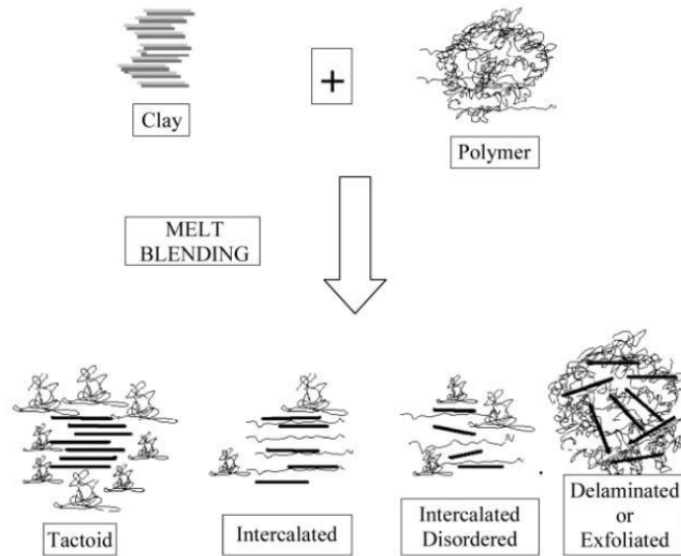 Clay
+
Polymer
MELT
BLENDING
Tactoid
Intercalated
Intercalated
Disordered
Delaminated
or
Exfoliated